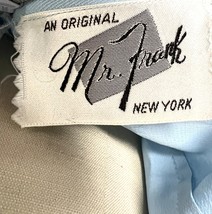 AN ORIGINAL
Mr. Frank
NEW YORK